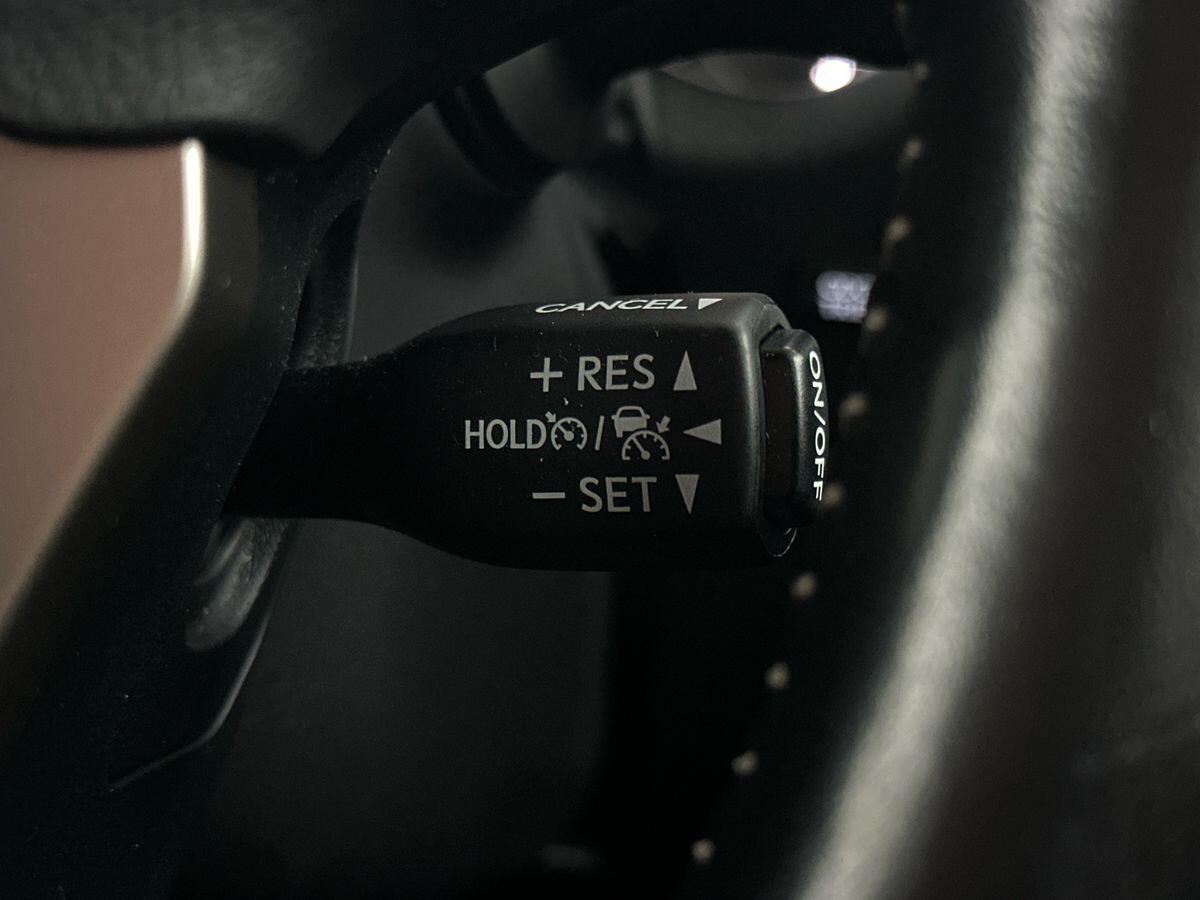 CANCEL▼
+ RES ▲
HOLD / ◀
− SET ▼
ON/OFF